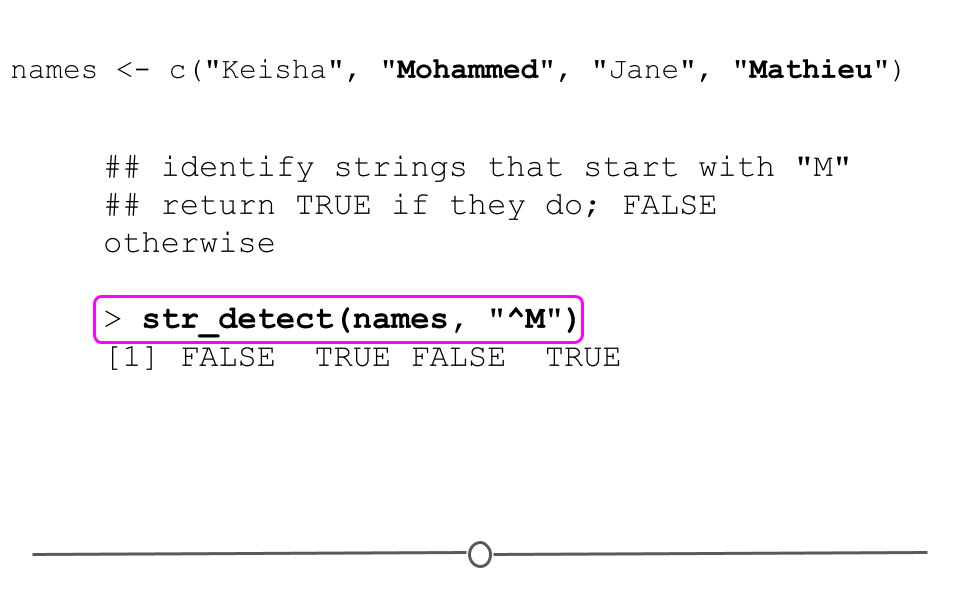 names <- c("Keisha", "Mohammed", "Jane", "Mathieu")
## identify strings that start with "M"
## return TRUE if they do; FALSE
otherwise
> str_detect(names, "^M")
[1] FALSE  TRUE FALSE  TRUE